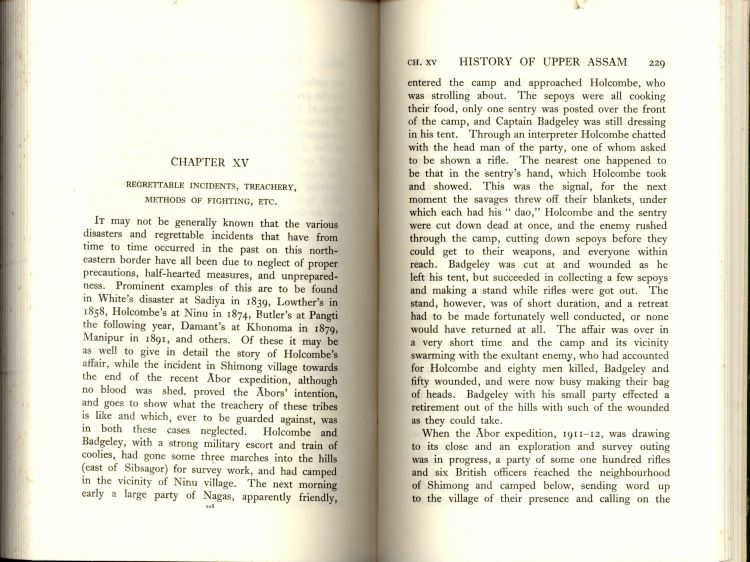 CHAPTER XV
REGRETTABLE INCIDENTS, TREACHERY,
METHODS OF FIGHTING, ETC.
It may not be generally known that the various
disasters and regrettable incidents that have from
time to time occurred in the past on this north-
eastern border have all been due to neglect of proper
precautions, half-hearted measures, and unprepared-
ness. Prominent examples of this are to be found
in White's disaster at Sadiya in 1839, Lowther's in
1858, Holcombe's at Ninu in 1874, Butler's at Pangti
the following year, Damant's at Khonoma in 1879,
Manipur in 1891, and others. Of these it may be
as well to give in detail the story of Holcombe's
affair, while the incident in Shimong village towards
the end of the recent Ābor expedition, although
no blood was shed, proved the Ābors' intention,
and goes to show what the treachery of these tribes
is like and which, ever to be guarded against, was
in both these cases neglected. Holcombe and
Badgeley, with a strong military escort and train of
coolies, had gone some three marches into the hills
(east of Sibsagor) for survey work, and had camped
in the vicinity of Ninu village. The next morning
early a large party of Nagas, apparently friendly,
228
CH. XV HISTORY OF UPPER ASSAM 229
entered the camp and approached Holcombe, who
was strolling about. The sepoys were all cooking
their food, only one sentry was posted over the front
of the camp, and Captain Badgeley was still dressing
in his tent. Through an interpreter Holcombe chatted
with the head man of the party, one of whom asked
to be shown a rifle. The nearest one happened to
be that in the sentry's hand, which Holcombe took
and showed. This was the signal, for the next
moment the savages threw off their blankets, under
which each had his " dao," Holcombe and the sentry
were cut down dead at once, and the enemy rushed
through the camp, cutting down sepoys before they
could get to their weapons, and everyone within
reach. Badgeley was cut at and wounded as he
left his tent, but succeeded in collecting a few sepoys
and making a stand while rifles were got out. The
stand, however, was of short duration, and a retreat
had to be made fortunately well conducted, or none
would have returned at all. The affair was over in
a very short time and the camp and its vicinity
swarming with the exultant enemy, who had accounted
for Holcombe and eighty men killed, Badgeley and
fifty wounded, and were now busy making their bag
of heads. Badgeley with his small party effected a
retirement out of the hills with such of the wounded
as they could take.
When the Ābor expedition, 1911–12, was drawing
to its close and an exploration and survey outing
was in progress, a party of some one hundred rifles
and six British officers reached the neighbourhood
of Shimong and camped below, sending word up
to the village of their presence and calling on the